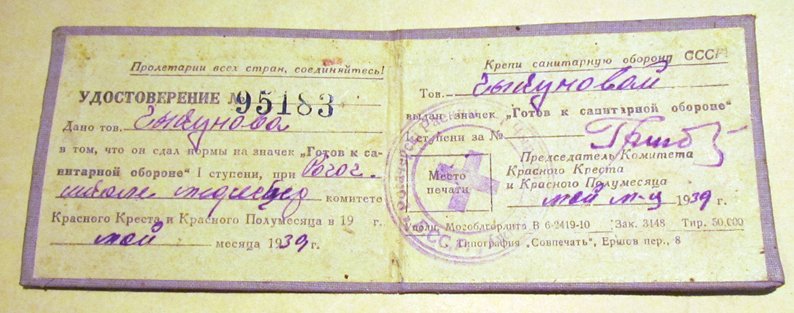 Пролетарии всех стран, соединяйтесь!
УДОСТОВЕРЕНИЕ № 95183
Дано тов.
в том, что он сдал нормы на значек „Готов к са-
нитарной обороне" I ступени, при
школе комитете
Красного Креста и Красного Полумесяца в 19 г.
май месяца 1939 г.
Крепи санитарную оборону СССР!
Тов.
выдан значек „Готов к санитарной обороне"
I ступени за №
Председатель Комитета
Красного Креста
и Красного Полумесяца
Место
печати
май м-ц 1939 г.
Уполн. Мособлгорлита В 6-2419-10 Зак. 3148 Тир. 50.000
Типография „Совпечать", Ершов пер., 8